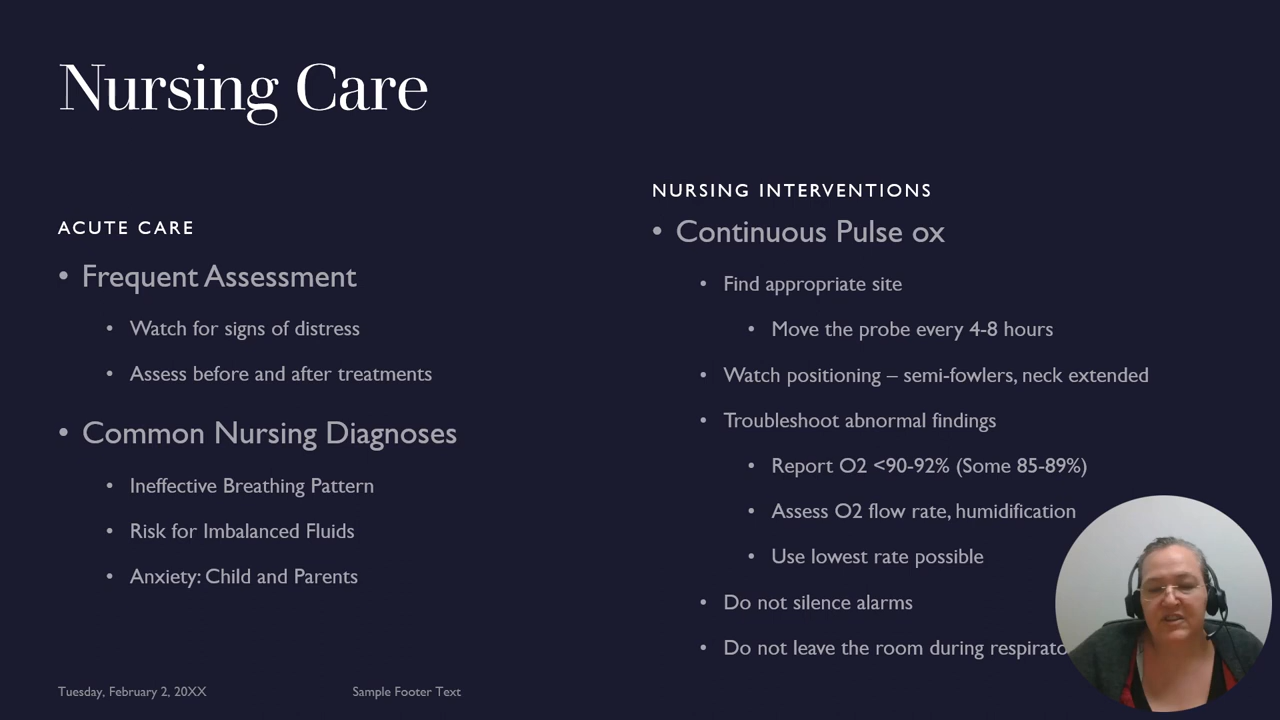 Nursing Care
ACUTE CARE
• Frequent Assessment
• Watch for signs of distress
• Assess before and after treatments
• Common Nursing Diagnoses
• Ineffective Breathing Pattern
• Risk for Imbalanced Fluids
• Anxiety: Child and Parents
NURSING INTERVENTIONS
• Continuous Pulse ox
• Find appropriate site
• Move the probe every 4-8 hours
• Watch positioning – semi-fowlers, neck extended
• Troubleshoot abnormal findings
• Report O2 <90-92% (Some 85-89%)
• Assess O2 flow rate, humidification
• Use lowest rate possible
• Do not silence alarms
• Do not leave the room during
Tuesday, February 2, 20XX
Sample Footer Text